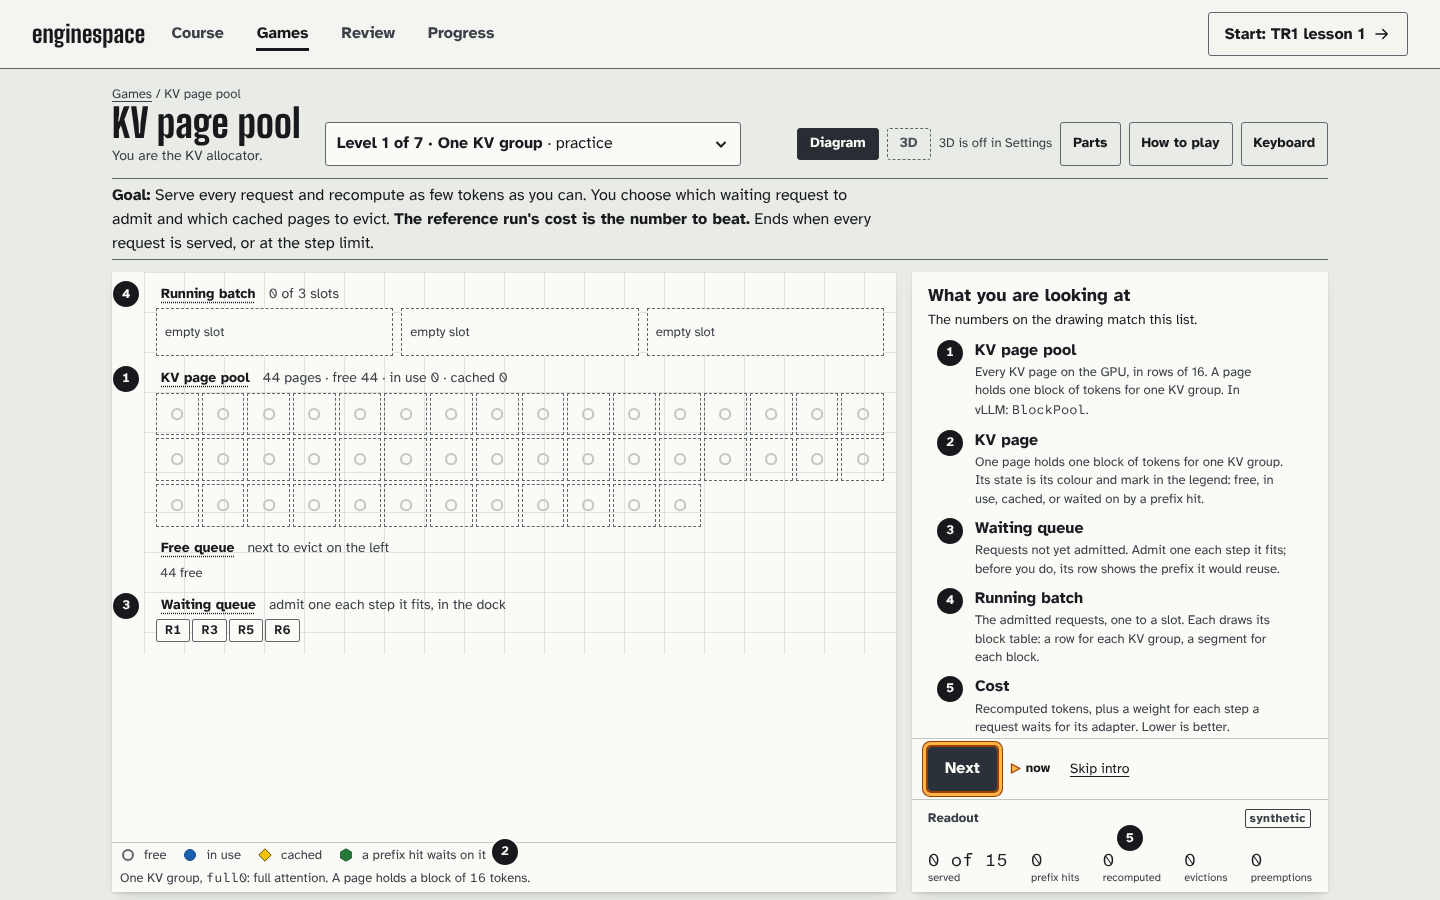 enginespace
Course
Games
Review
Progress
Start: TR1 lesson 1 →
Games / KV page pool
KV page pool
You are the KV allocator.
Level 1 of 7 · One KV group · practice
Diagram
3D
3D is off in Settings
Parts
How to play
Keyboard
Goal: Serve every request and recompute as few tokens as you can. You choose which waiting request to
admit and which cached pages to evict. The reference run's cost is the number to beat. Ends when every
request is served, or at the step limit.
4
Running batch 0 of 3 slots
empty slot
empty slot
empty slot
1
KV page pool 44 pages · free 44 · in use 0 · cached 0
Free queue next to evict on the left
44 free
3
Waiting queue admit one each step it fits, in the dock
R1
R3
R5
R6
free
in use
cached
a prefix hit waits on it
2
One KV group, full0: full attention. A page holds a block of 16 tokens.
What you are looking at
The numbers on the drawing match this list.
1
KV page pool
Every KV page on the GPU, in rows of 16. A page
holds one block of tokens for one KV group. In
vLLM: BlockPool.
2
KV page
One page holds one block of tokens for one KV group.
Its state is its colour and mark in the legend: free, in
use, cached, or waited on by a prefix hit.
3
Waiting queue
Requests not yet admitted. Admit one each step it fits;
before you do, its row shows the prefix it would reuse.
4
Running batch
The admitted requests, one to a slot. Each draws its
block table: a row for each KV group, a segment for
each block.
5
Cost
Recomputed tokens, plus a weight for each step a
request waits for its adapter. Lower is better.
Next
now
Skip intro
Readout
synthetic
5
0 of 15
served
0
prefix hits
0
recomputed
0
evictions
0
preemptions